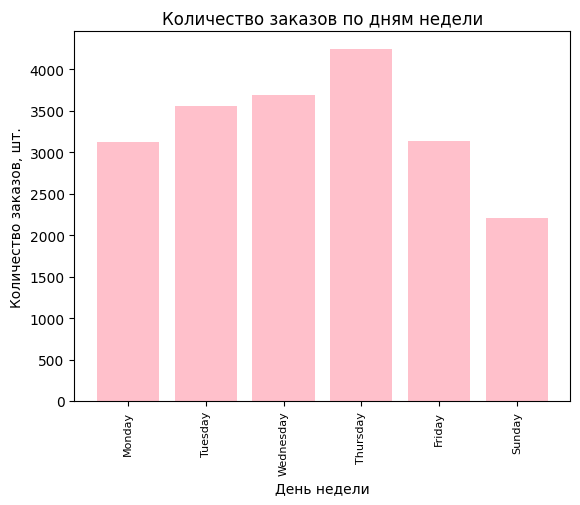 Количество заказов по дням недели
Количество заказов, шт.
4000
3500
3000
2500
2000
1500
1000
500
0
Monday
Tuesday
Wednesday
Thursday
Friday
Sunday
День недели